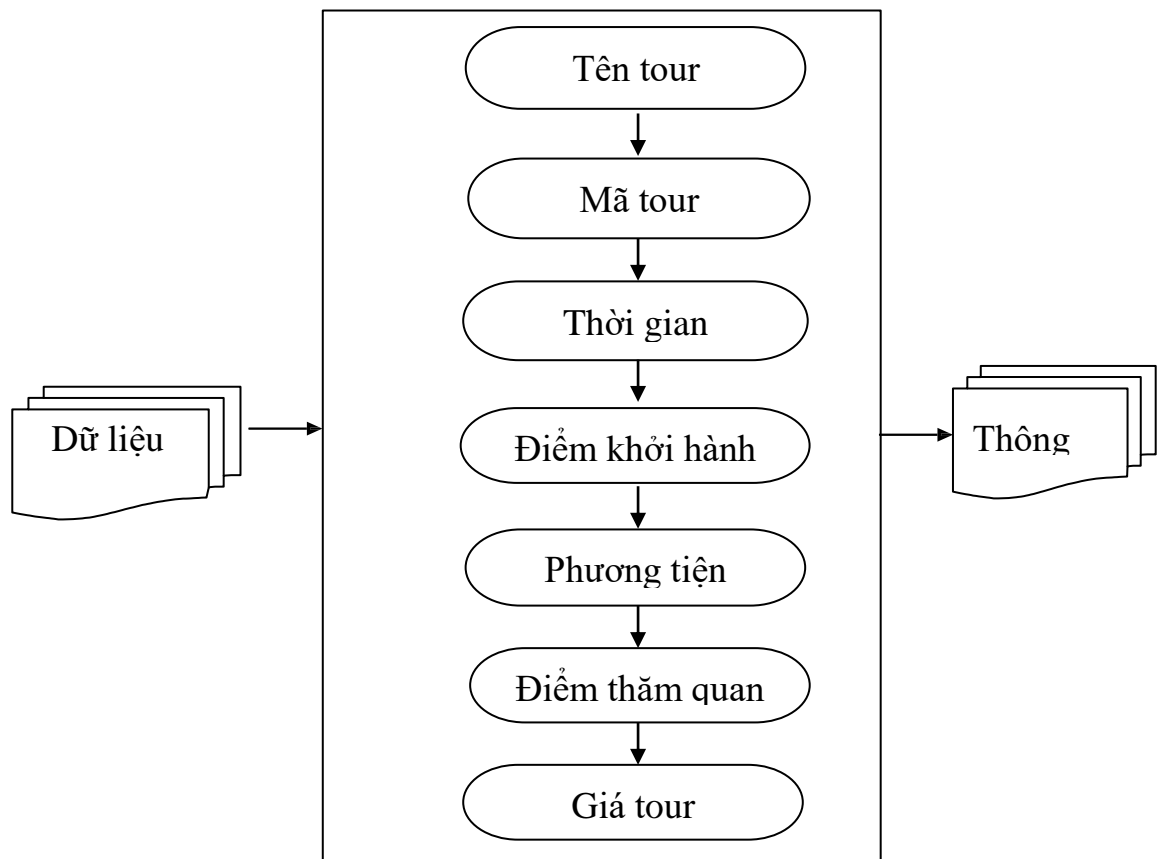 Tên tour
Mã tour
Thời gian
Dữ liệu
Điểm khởi hành
Thông
Phương tiện
Điểm thăm quan
Giá tour